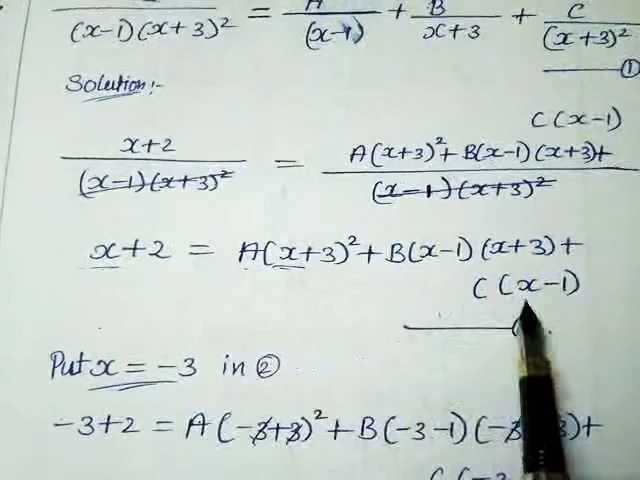 (x-1)(x+3)² = A/(x-1) + B/(x+3) + C/(x+3)²
①
Solution:-
C(x-1)
x+2 = A(x+3)²+B(x-1)(x+3)+
(x-1)(x+3)² (x-1)(x+3)²
x+2 = A(x+3)²+B(x-1)(x+3)+
C(x-1)
Put x = -3 in ②
-3+2 = A(-3+3)²+B(-3-1)(-3+3)+
C(-3